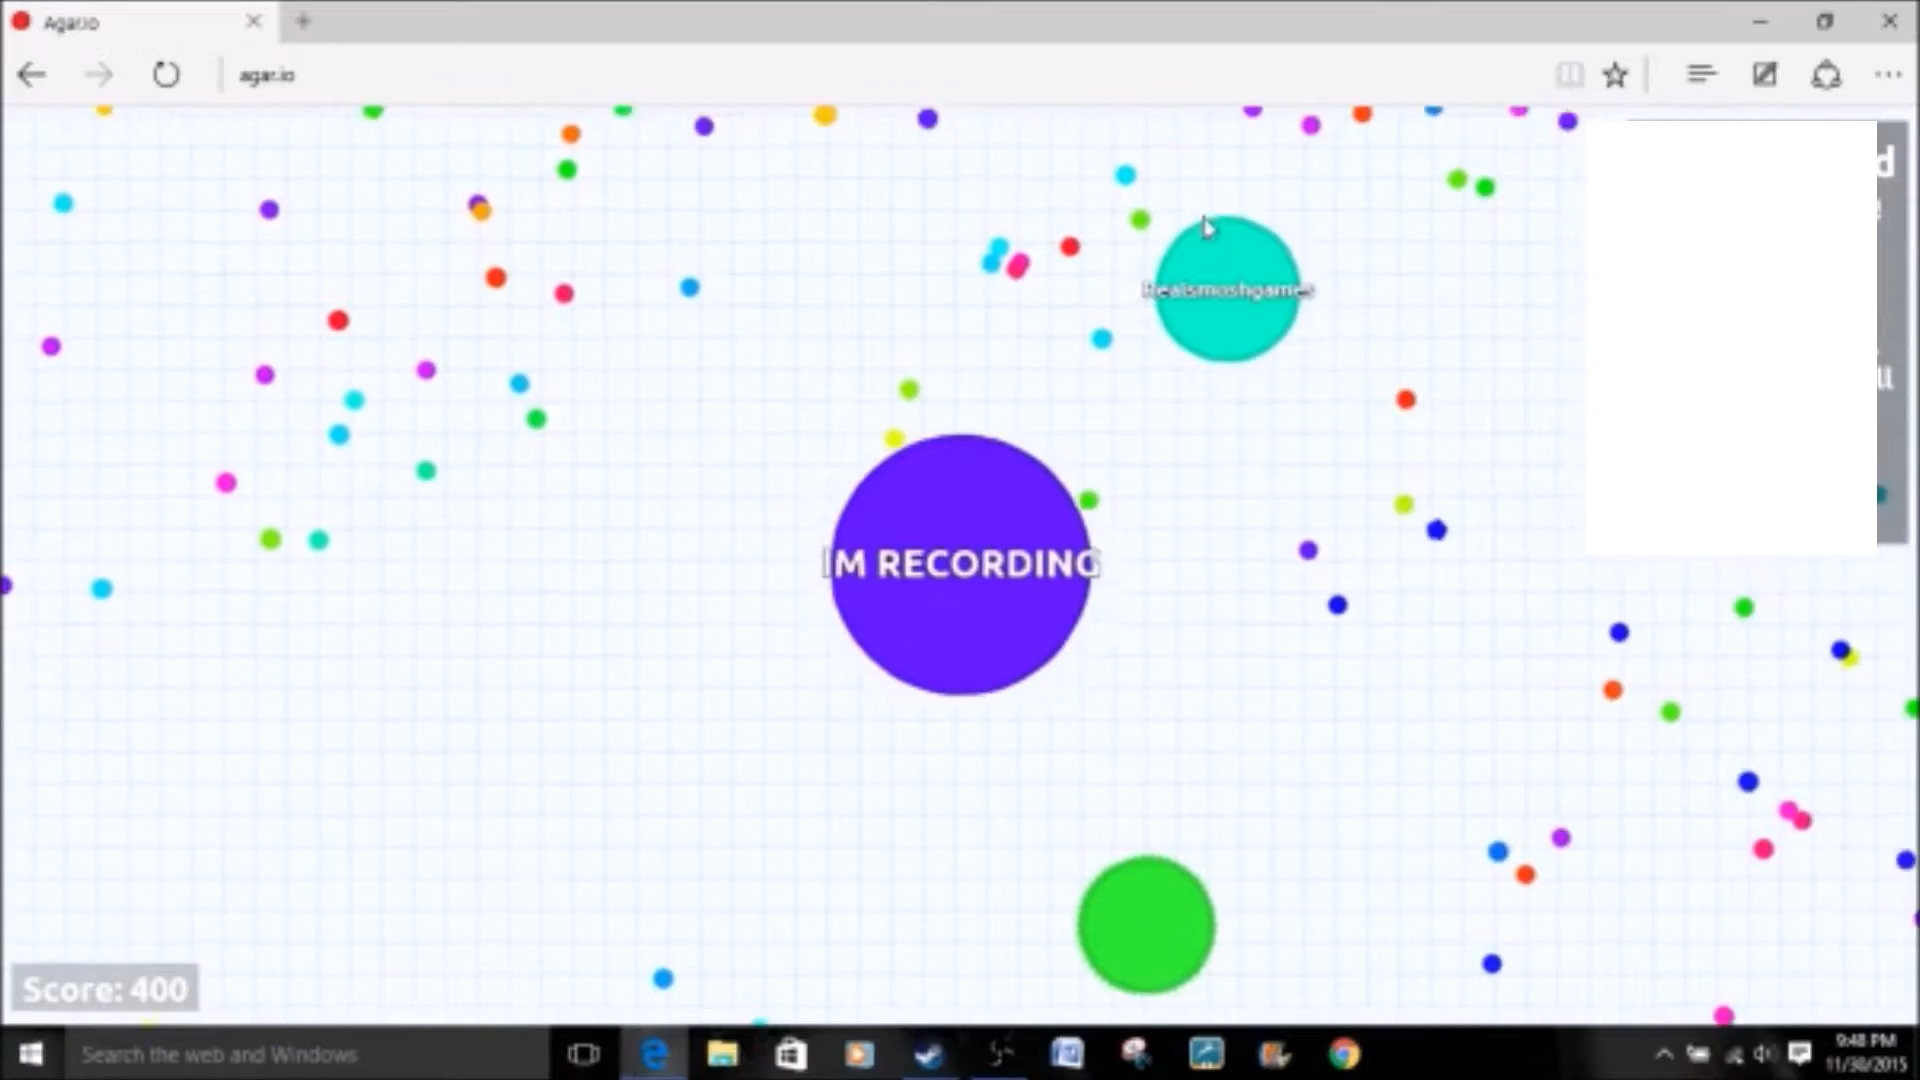 Agar.io
agar.io
d
Realsmoshgames
IM RECORDING
Score: 400
Search the web and Windows
9:48 PM
11/30/2015